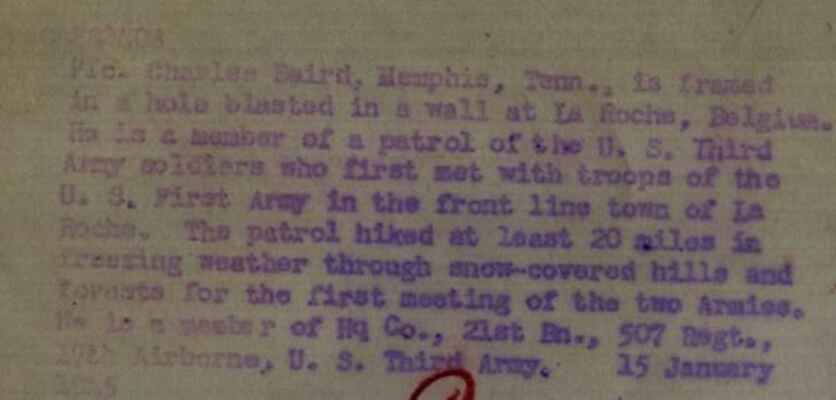 Pfc. Charles Baird, Memphis, Tenn., is framed
in a hole blasted in a wall at La Roche, Belgium.
He is a member of a patrol of the U. S. Third
Army soldiers who first met with troops of the
U. S. First Army in the front line town of La
Roche. The patrol hiked at least 20 miles in
freezing weather through snow-covered hills and
forests for the first meeting of the two Armies.
He is a member of Hq Co., 21st Bn., 507 Regt.,
17th Airborne, U. S. Third Army. 15 January
1945